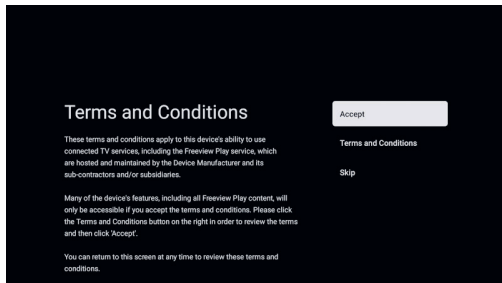 Terms and Conditions
These terms and conditions apply to this device's ability to use
connected TV services, including the Freeview Play service, which
are hosted and maintained by the Device Manufacturer and its
sub-contractors and/or subsidiaries.
Many of the device's features, including all Freeview Play content, will
only be accessible if you accept the terms and conditions. Please click
the Terms and Conditions button on the right in order to review the terms
and then click 'Accept'.
You can return to this screen at any time to review these terms and
conditions.
Accept
Terms and Conditions
Skip